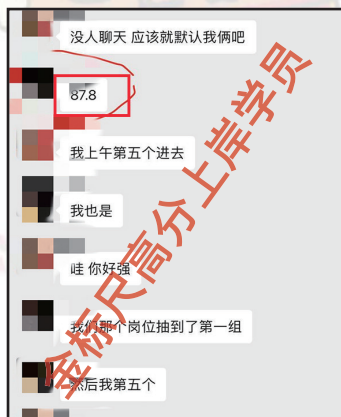 没人聊天 应该就默认我俩吧
87.8
我上午第五个进去
我也是
哇 你好强
我们那个岗位抽到了第一组
然后我第五个
金标尺高分上岸学员